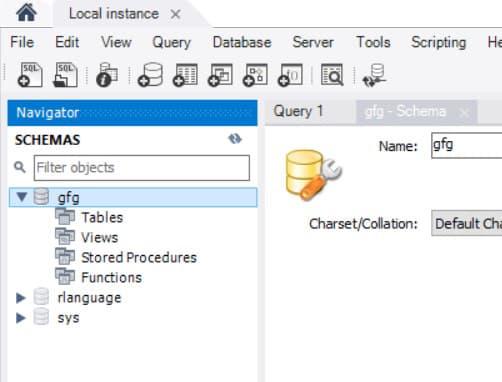 Local instance
File Edit View Query Database Server Tools Scripting
SQL SQL
Navigator
SCHEMAS
Filter objects
gfg
Tables
Views
Stored Procedures
Functions
rlanguage
sys
Query 1 gfg - Schema
Name: gfg
Charset/Collation: Default Cha